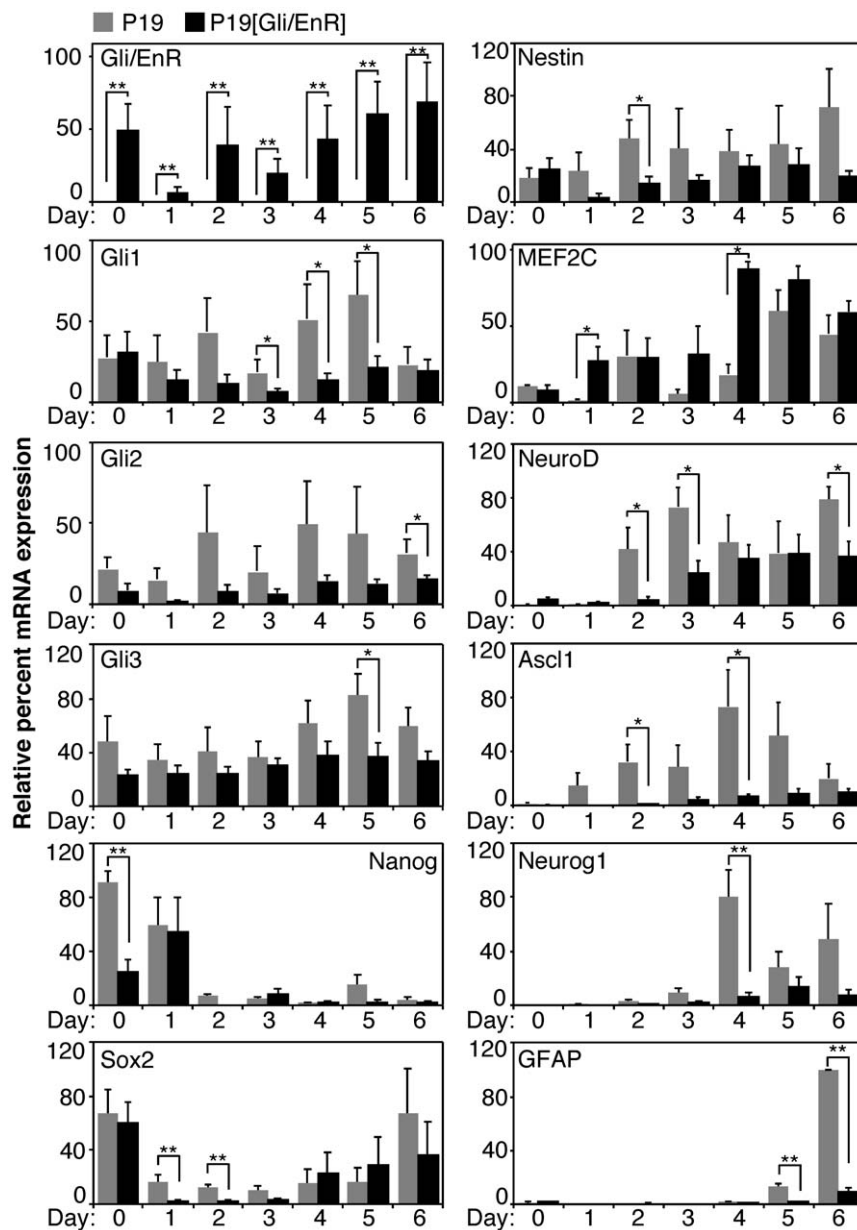 P19 P19[Gli/EnR]
Relative percent mRNA expression
Gli/EnR
100
50
0
** ** ** ** ** ** **
Day: 0 1 2 3 4 5 6
Gli1
100
50
0
* * *
Day: 0 1 2 3 4 5 6
Gli2
100
50
0
*
Day: 0 1 2 3 4 5 6
Gli3
120
80
40
0
*
Day: 0 1 2 3 4 5 6
Nanog
120
80
40
0
**
Day: 0 1 2 3 4 5 6
Sox2
120
80
40
0
** **
Day: 0 1 2 3 4 5 6
Nestin
120
80
40
0
*
Day: 0 1 2 3 4 5 6
MEF2C
100
50
0
* *
Day: 0 1 2 3 4 5 6
NeuroD
120
80
40
0
* * *
Day: 0 1 2 3 4 5 6
Ascl1
120
80
40
0
* *
Day: 0 1 2 3 4 5 6
Neurog1
120
80
40
0
**
Day: 0 1 2 3 4 5 6
GFAP
120
80
40
0
** **
Day: 0 1 2 3 4 5 6